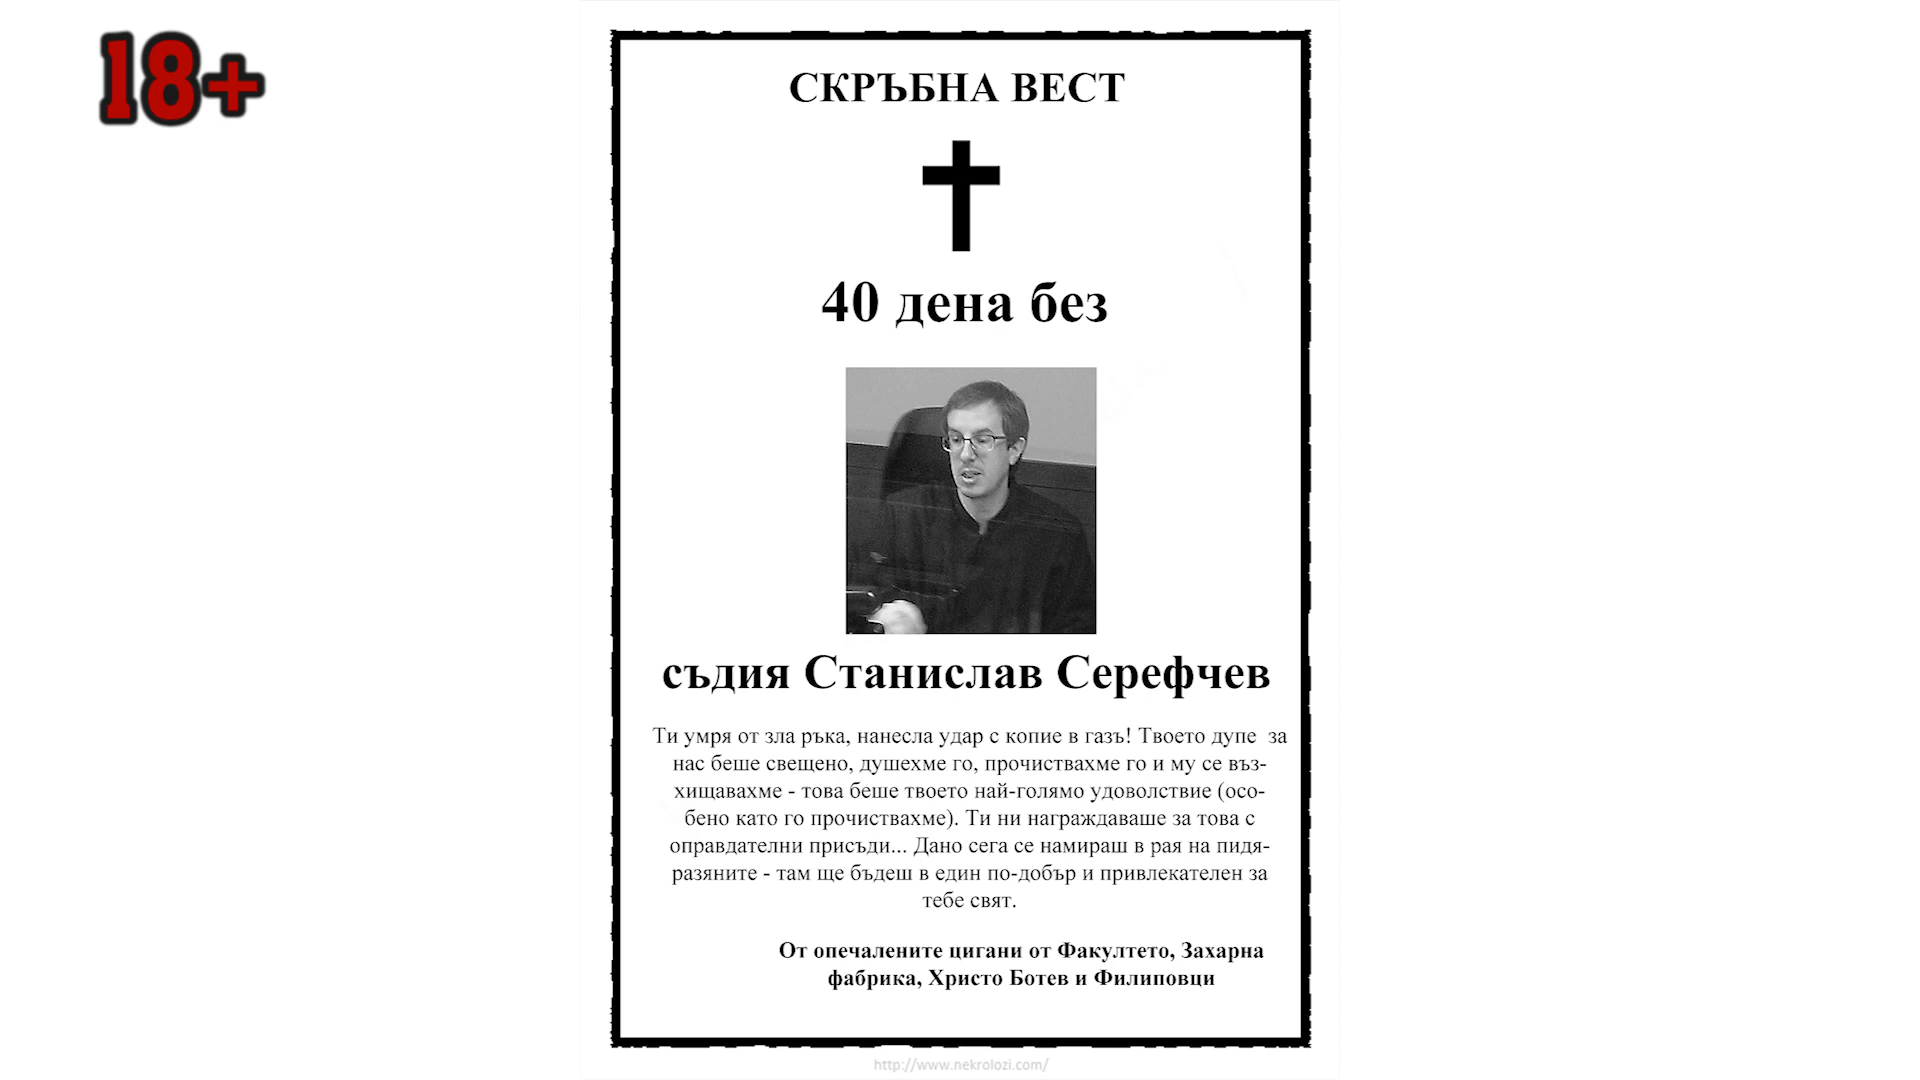 18+
СКРЪБНА ВЕСТ
40 дена без
съдия Станислав Серефчев
Ти умря от зла ръка, нанесла удар с копие в газъ! Твоето дупе  за
нас беше свещено, душехме го, прочиствахме го и му се въз-
хищавахме - това беше твоето най-голямо удоволствие (осо-
бено като го прочиствахме). Ти ни награждаваше за това с
оправдателни присъди... Дано сега се намираш в рая на пидя-
разяните - там ще бъдеш в един по-добър и привлекателен за
тебе свят.
От опечалените цигани от Факултето, Захарна
фабрика, Христо Ботев и Филиповци
http://www.nekrolozi.com/